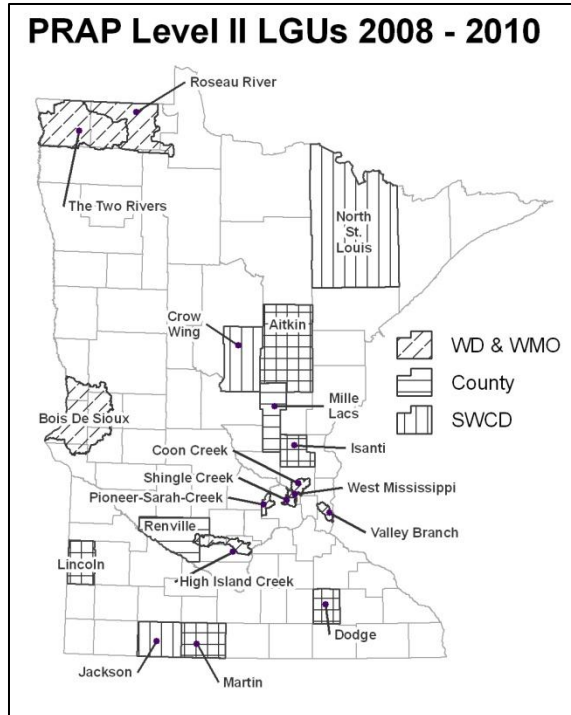 PRAP Level II LGUs 2008 - 2010
Roseau River
The Two Rivers
North
St.
Louis
Crow
Wing
Aitkin
WD & WMO
County
SWCD
Mille
Lacs
Bois De Sioux
Isanti
Coon Creek
Shingle Creek
West Mississippi
Pioneer-Sarah-Creek
Valley Branch
Renville
Lincoln
High Island Creek
Dodge
Jackson
Martin